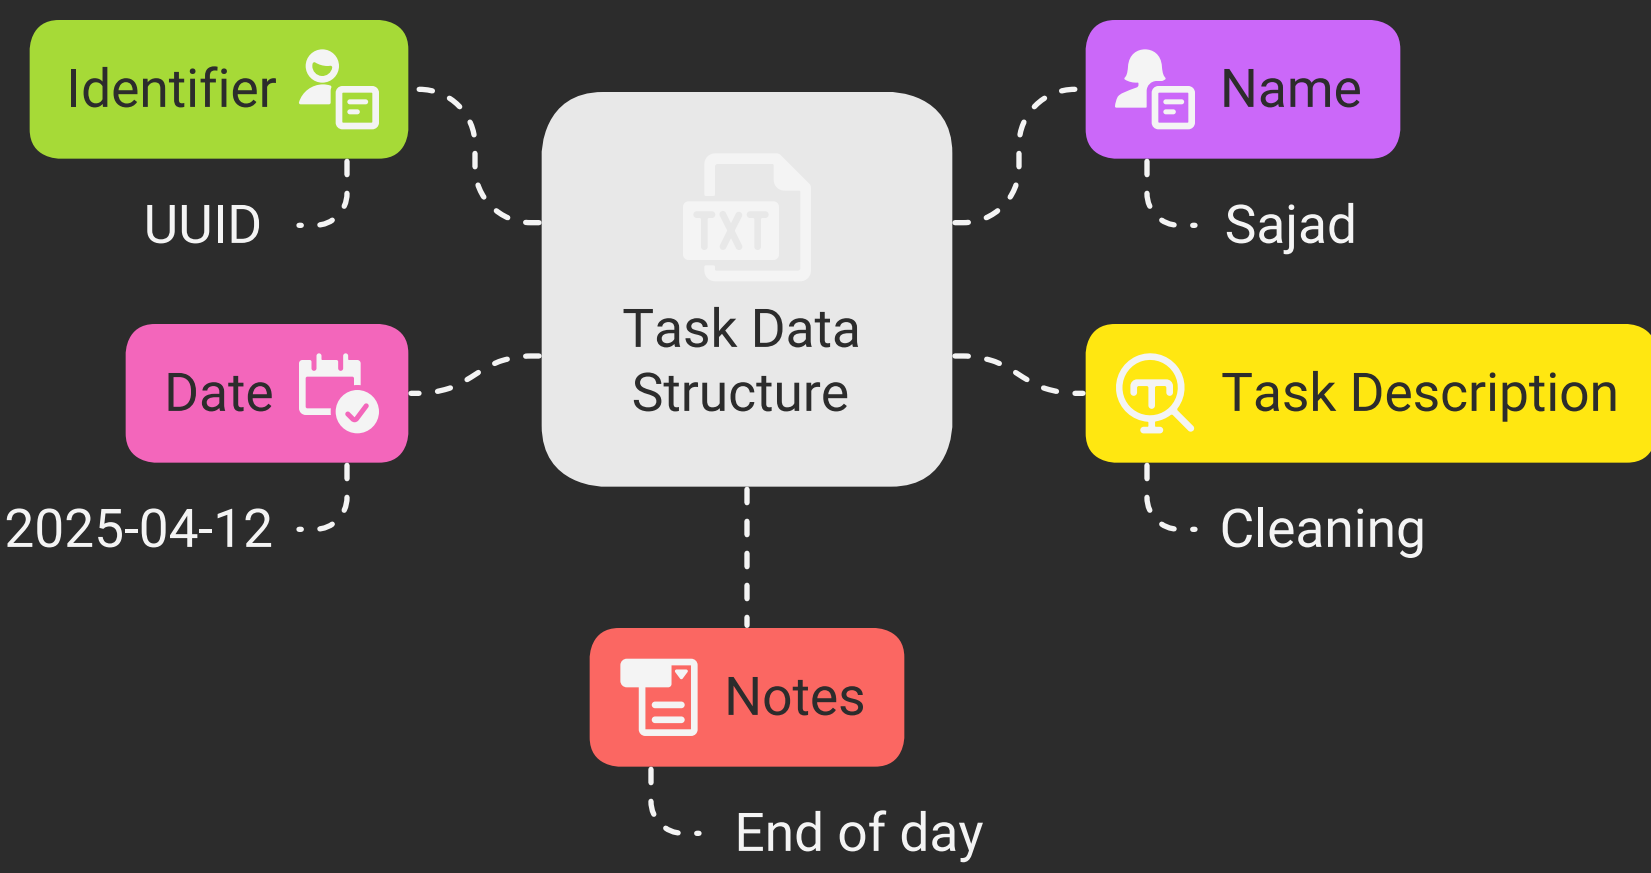 Identifier
Name
UUID
Sajad
TXT
Task Data
Structure
Date
Task Description
2025-04-12
Cleaning
Notes
End of day